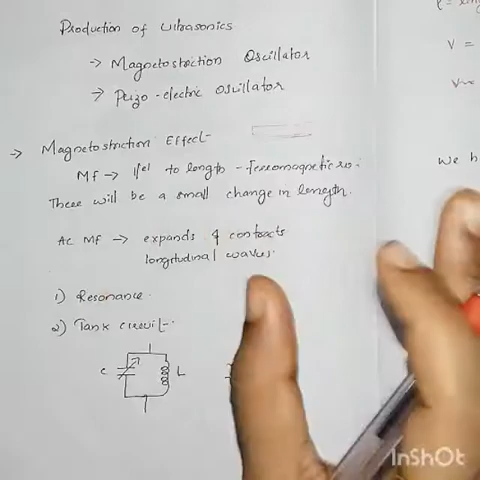 Production of Ultrasonics
-> Magnetostriction Oscillator
-> Peizo-electric oscillator
-> Magnetostriction Effect-
Mf -> ||el to length - Ferromagnetic ro
There will be a small change in length.
AC Mf -> expands & contracts
longitudinal waves.
1) Resonance.
2) Tank circuit-
C L
V =
We h
InShOt